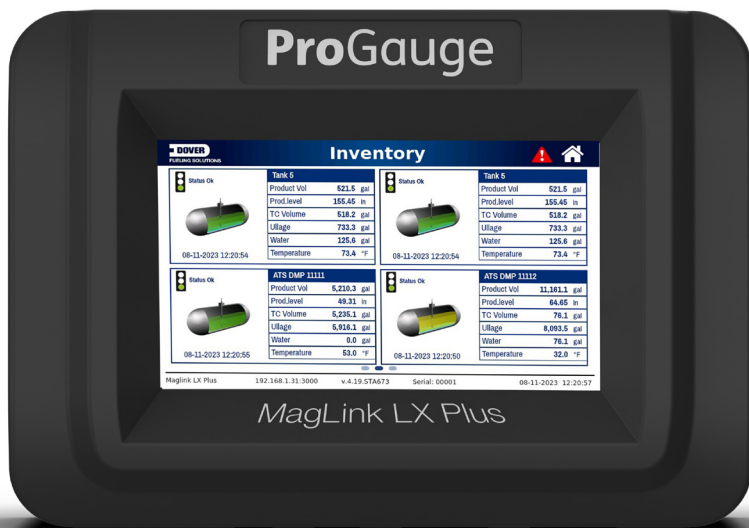 ProGauge
DOVER
FUELING SOLUTIONS
Inventory
Status Ok
Tank 5
Product Vol 521.5 gal
Prod.level 155.45 in
TC Volume 518.2 gal
Ullage 733.3 gal
Water 125.6 gal
Temperature 73.4 °F
08-11-2023 12:20:54
Status Ok
Tank 5
Product Vol 521.5 gal
Prod.level 155.45 in
TC Volume 518.2 gal
Ullage 733.3 gal
Water 125.6 gal
Temperature 73.4 °F
08-11-2023 12:20:54
Status Ok
ATS DMP 11111
Product Vol 5,210.3 gal
Prod.level 49.31 in
TC Volume 5,235.1 gal
Ullage 5,916.1 gal
Water 0.0 gal
Temperature 53.0 °F
08-11-2023 12:20:55
Status Ok
ATS DMP 11112
Product Vol 11,161.1 gal
Prod.level 64.65 in
TC Volume 76.1 gal
Ullage 8,093.5 gal
Water 76.1 gal
Temperature 32.0 °F
08-11-2023 12:20:50
Maglink LX Plus 192.168.1.31:3000 v.4.19.STA673 Serial: 00001 08-11-2023 12:20:57
MagLink LX Plus